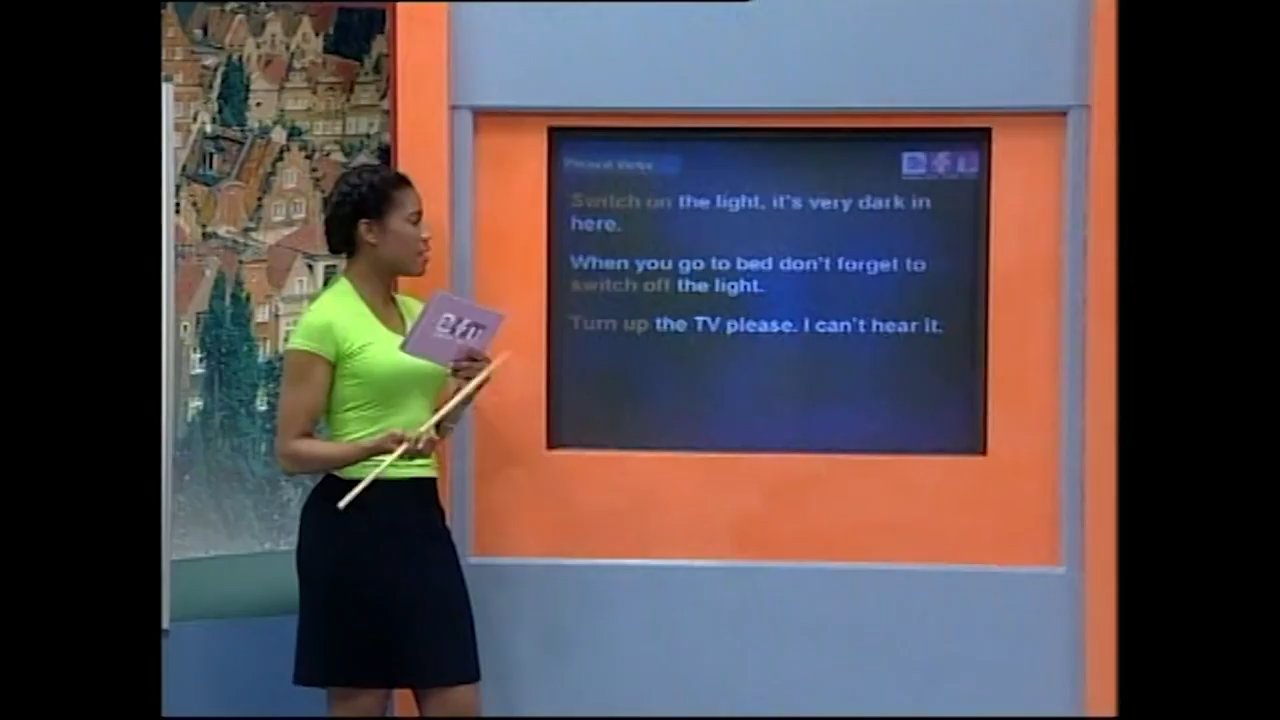 Phrasal Verbs
Switch on the light, it's very dark in
here.
When you go to bed don't forget to
switch off the light.
Turn up the TV please. I can't hear it.